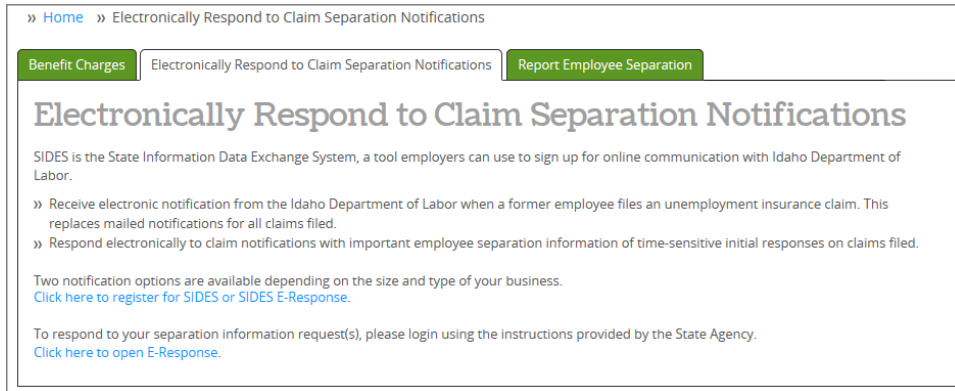 » Home » Electronically Respond to Claim Separation Notifications
Benefit Charges Electronically Respond to Claim Separation Notifications Report Employee Separation
Electronically Respond to Claim Separation Notifications
SIDES is the State Information Data Exchange System, a tool employers can use to sign up for online communication with Idaho Department of
Labor.
» Receive electronic notification from the Idaho Department of Labor when a former employee files an unemployment insurance claim. This
replaces mailed notifications for all claims filed.
» Respond electronically to claim notifications with important employee separation information of time-sensitive initial responses on claims filed.
Two notification options are available depending on the size and type of your business.
Click here to register for SIDES or SIDES E-Response.
To respond to your separation information request(s), please login using the instructions provided by the State Agency.
Click here to open E-Response.